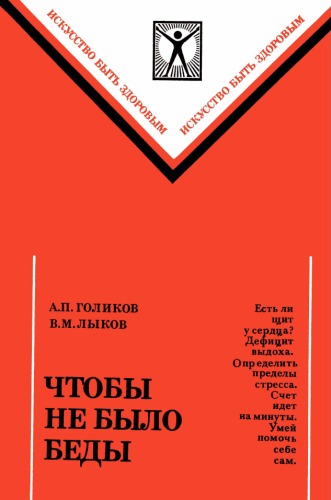 ИСКУССТВО БЫТЬ ЗДОРОВЫМ
ИСКУССТВО БЫТЬ ЗДОРОВЫМ
А.П. ГОЛИКОВ
В.М. ЛЫКОВ
ЧТОБЫ
НЕ БЫЛО
БЕДЫ
Есть ли
щит
у сердца?
Дефицит
выдоха.
Определить
пределы
стресса.
Счет
идет
на минуты.
Умей
помочь
себе
сам.